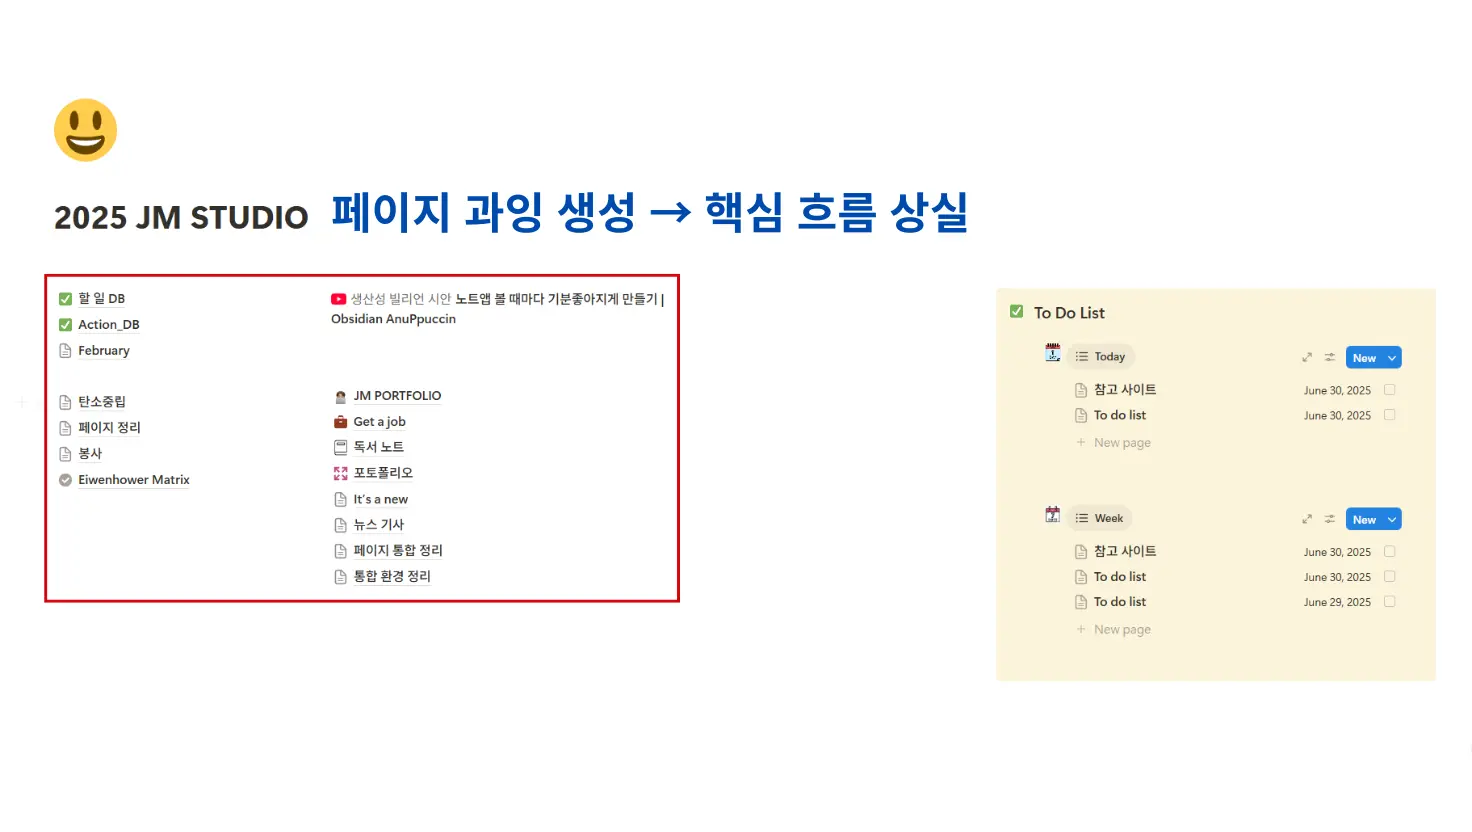 2025 JM STUDIO 페이지 과잉 생성 → 핵심 흐름 상실
할 일 DB
Action_DB
February
탄소중립
페이지 정리
봉사
Eiwenhower Matrix
생산성 빌리언 시안 노트앱 볼 때마다 기분좋아지게 만들기 |
Obsidian AnuPpuccin
JM PORTFOLIO
Get a job
독서 노트
포토폴리오
It's a new
뉴스 기사
페이지 통합 정리
통합 환경 정리
To Do List
Today
New
참고 사이트 June 30, 2025
To do list June 30, 2025
+ New page
Week
New
참고 사이트 June 30, 2025
To do list June 30, 2025
To do list June 29, 2025
+ New page